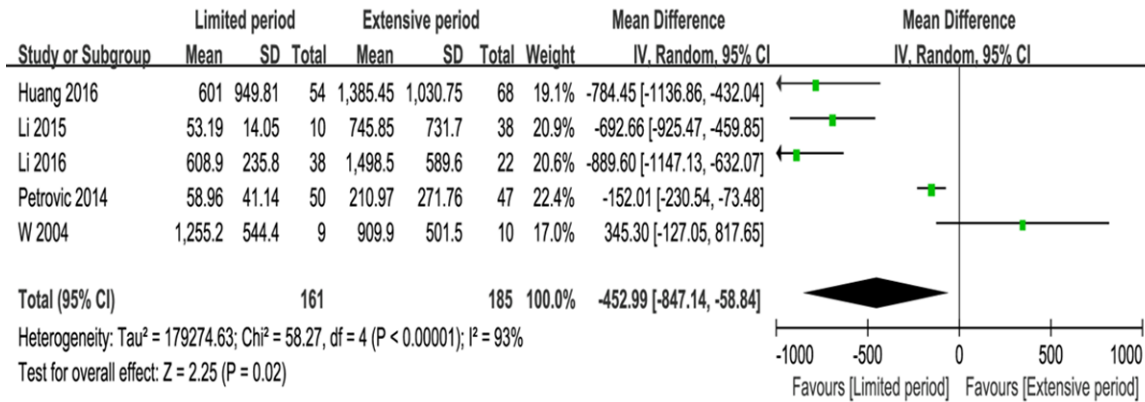 Limited period Extensive period Mean Difference Mean Difference
Study or Subgroup Mean SD Total Mean SD Total Weight IV, Random, 95% CI IV, Random, 95% CI
Huang 2016 601 949.81 54 1,385.45 1,030.75 68 19.1% -784.45 [-1136.86, -432.04]
Li 2015 53.19 14.05 10 745.85 731.7 38 20.9% -692.66 [-925.47, -459.85]
Li 2016 608.9 235.8 38 1,498.5 589.6 22 20.6% -889.60 [-1147.13, -632.07]
Petrovic 2014 58.96 41.14 50 210.97 271.76 47 22.4% -152.01 [-230.54, -73.48]
W 2004 1,255.2 544.4 9 909.9 501.5 10 17.0% 345.30 [-127.05, 817.65]
Total (95% CI) 161 185 100.0% -452.99 [-847.14, -58.84]
Heterogeneity: Tau² = 179274.63; Chi² = 58.27, df = 4 (P < 0.00001); I² = 93%
Test for overall effect: Z = 2.25 (P = 0.02)
-1000 -500 0 500 1000
Favours [Limited period] Favours [Extensive period]